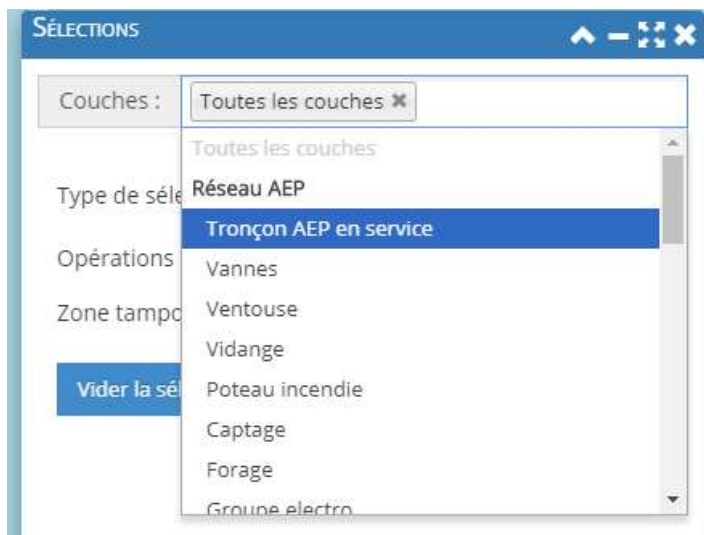 SÉLECTIONS
Couches : Toutes les couches
Toutes les couches
Réseau AEP
Type de séle
Tronçon AEP en service
Opérations
Vannes
Zone tampo
Ventouse
Vidange
Vider la sél
Poteau incendie
Captage
Forage
Groupe electro